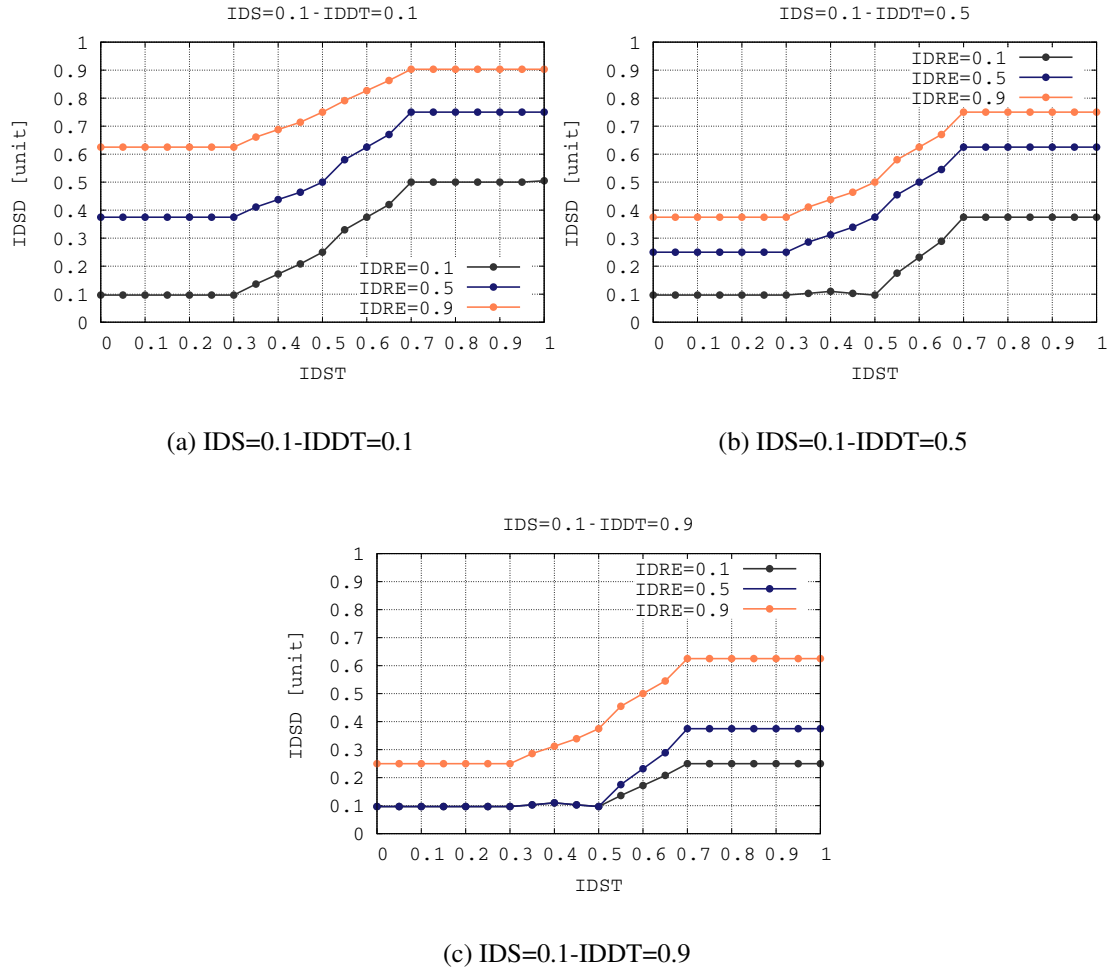 IDS=0.1-IDDT=0.1
1
0.9
0.8
0.7
0.6
0.5
0.4
0.3
0.2
0.1
0
IDSD [unit]
IDRE=0.1
IDRE=0.5
IDRE=0.9
0 0.1 0.2 0.3 0.4 0.5 0.6 0.7 0.8 0.9 1
IDST
(a) IDS=0.1-IDDT=0.1
IDS=0.1-IDDT=0.5
1
0.9
0.8
0.7
0.6
0.5
0.4
0.3
0.2
0.1
0
IDSD [unit]
IDRE=0.1
IDRE=0.5
IDRE=0.9
0 0.1 0.2 0.3 0.4 0.5 0.6 0.7 0.8 0.9 1
IDST
(b) IDS=0.1-IDDT=0.5
IDS=0.1-IDDT=0.9
1
0.9
0.8
0.7
0.6
0.5
0.4
0.3
0.2
0.1
0
IDSD [unit]
IDRE=0.1
IDRE=0.5
IDRE=0.9
0 0.1 0.2 0.3 0.4 0.5 0.6 0.7 0.8 0.9 1
IDST
(c) IDS=0.1-IDDT=0.9